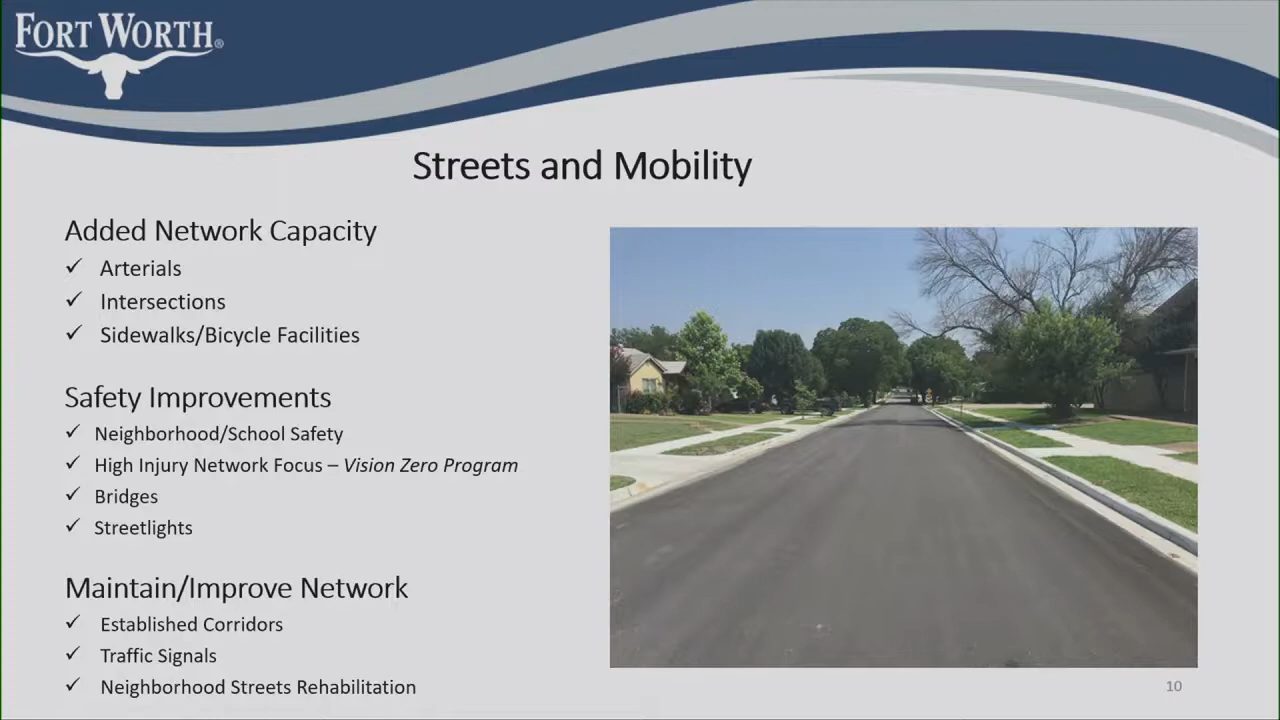 FORT WORTH®
Streets and Mobility
Added Network Capacity
✓ Arterials
✓ Intersections
✓ Sidewalks/Bicycle Facilities
Safety Improvements
✓ Neighborhood/School Safety
✓ High Injury Network Focus – Vision Zero Program
✓ Bridges
✓ Streetlights
Maintain/Improve Network
✓ Established Corridors
✓ Traffic Signals
✓ Neighborhood Streets Rehabilitation
10